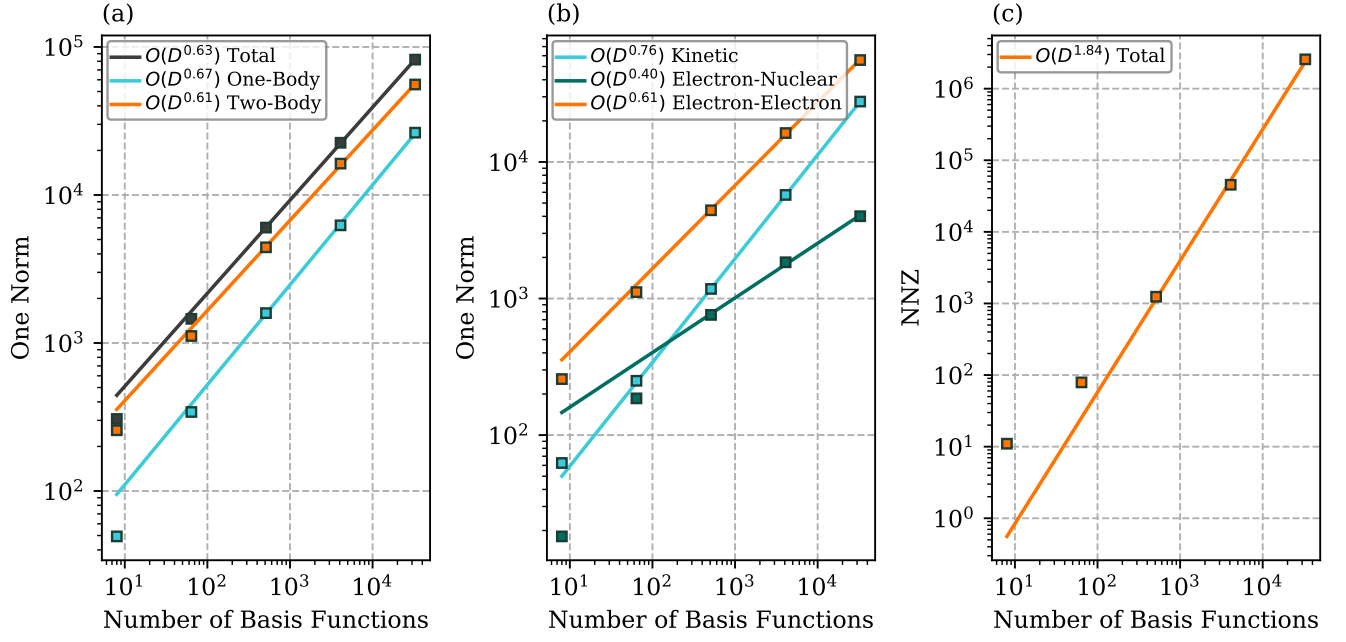 (a)
10^5
10^4
10^3
10^2
One Norm
O(D^0.63) Total
O(D^0.67) One-Body
O(D^0.61) Two-Body
10^1 10^2 10^3 10^4
Number of Basis Functions
(b)
10^4
10^3
10^2
One Norm
O(D^0.76) Kinetic
O(D^0.40) Electron-Nuclear
O(D^0.61) Electron-Electron
10^1 10^2 10^3 10^4
Number of Basis Functions
(c)
10^6
10^5
10^4
10^3
10^2
10^1
10^0
NNZ
O(D^1.84) Total
10^1 10^2 10^3 10^4
Number of Basis Functions